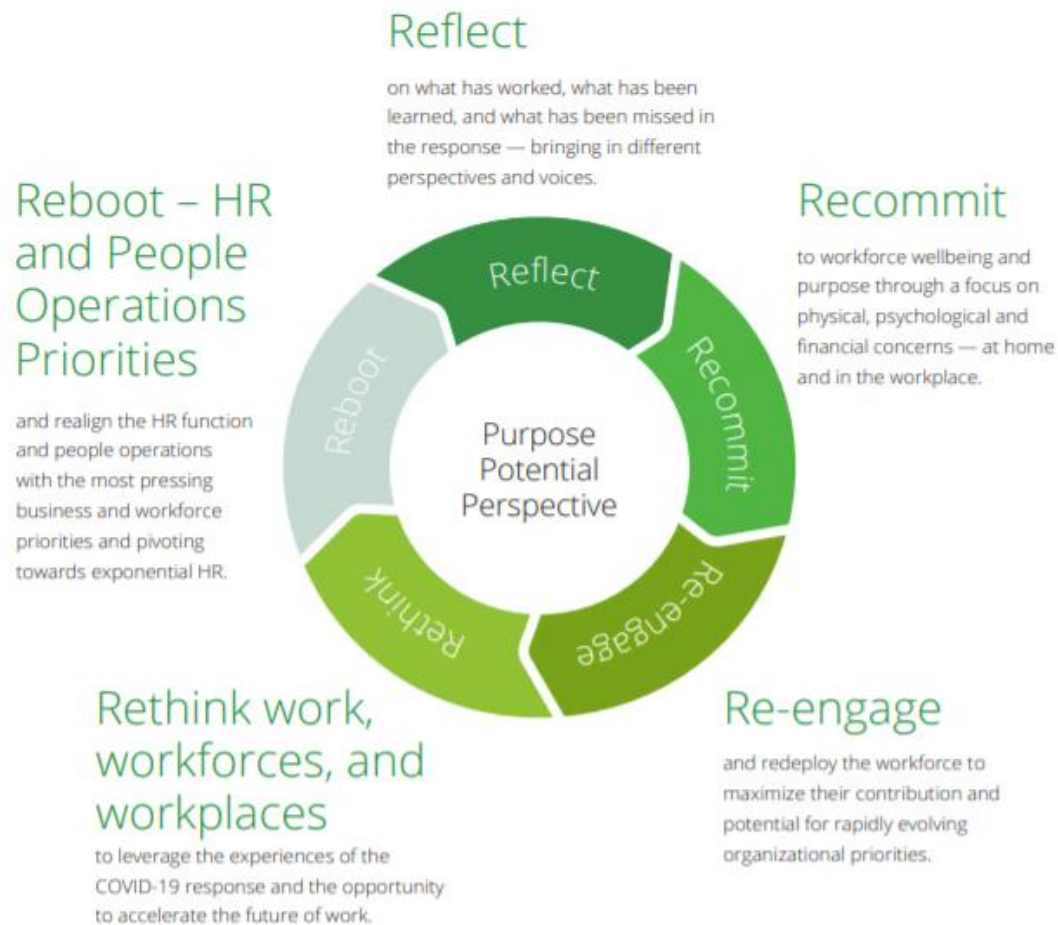 Reflect
on what has worked, what has been
learned, and what has been missed in
the response — bringing in different
perspectives and voices.
Recommit
to workforce wellbeing and
purpose through a focus on
physical, psychological and
financial concerns — at home
and in the workplace.
Re-engage
and redeploy the workforce to
maximize their contribution and
potential for rapidly evolving
organizational priorities.
Rethink work,
workforces, and
workplaces
to leverage the experiences of the
COVID-19 response and the opportunity
to accelerate the future of work.
Reboot – HR
and People
Operations
Priorities
and realign the HR function
and people operations
with the most pressing
business and workforce
priorities and pivoting
towards exponential HR.
Reflect
Recommit
Re-engage
Rethink
Reboot
Purpose
Potential
Perspective